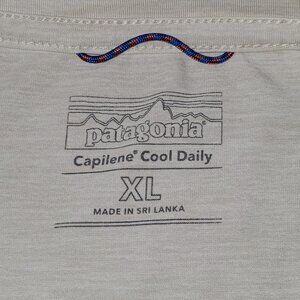 patagonia®
Capilene® Cool Daily
XL
MADE IN SRI LANKA